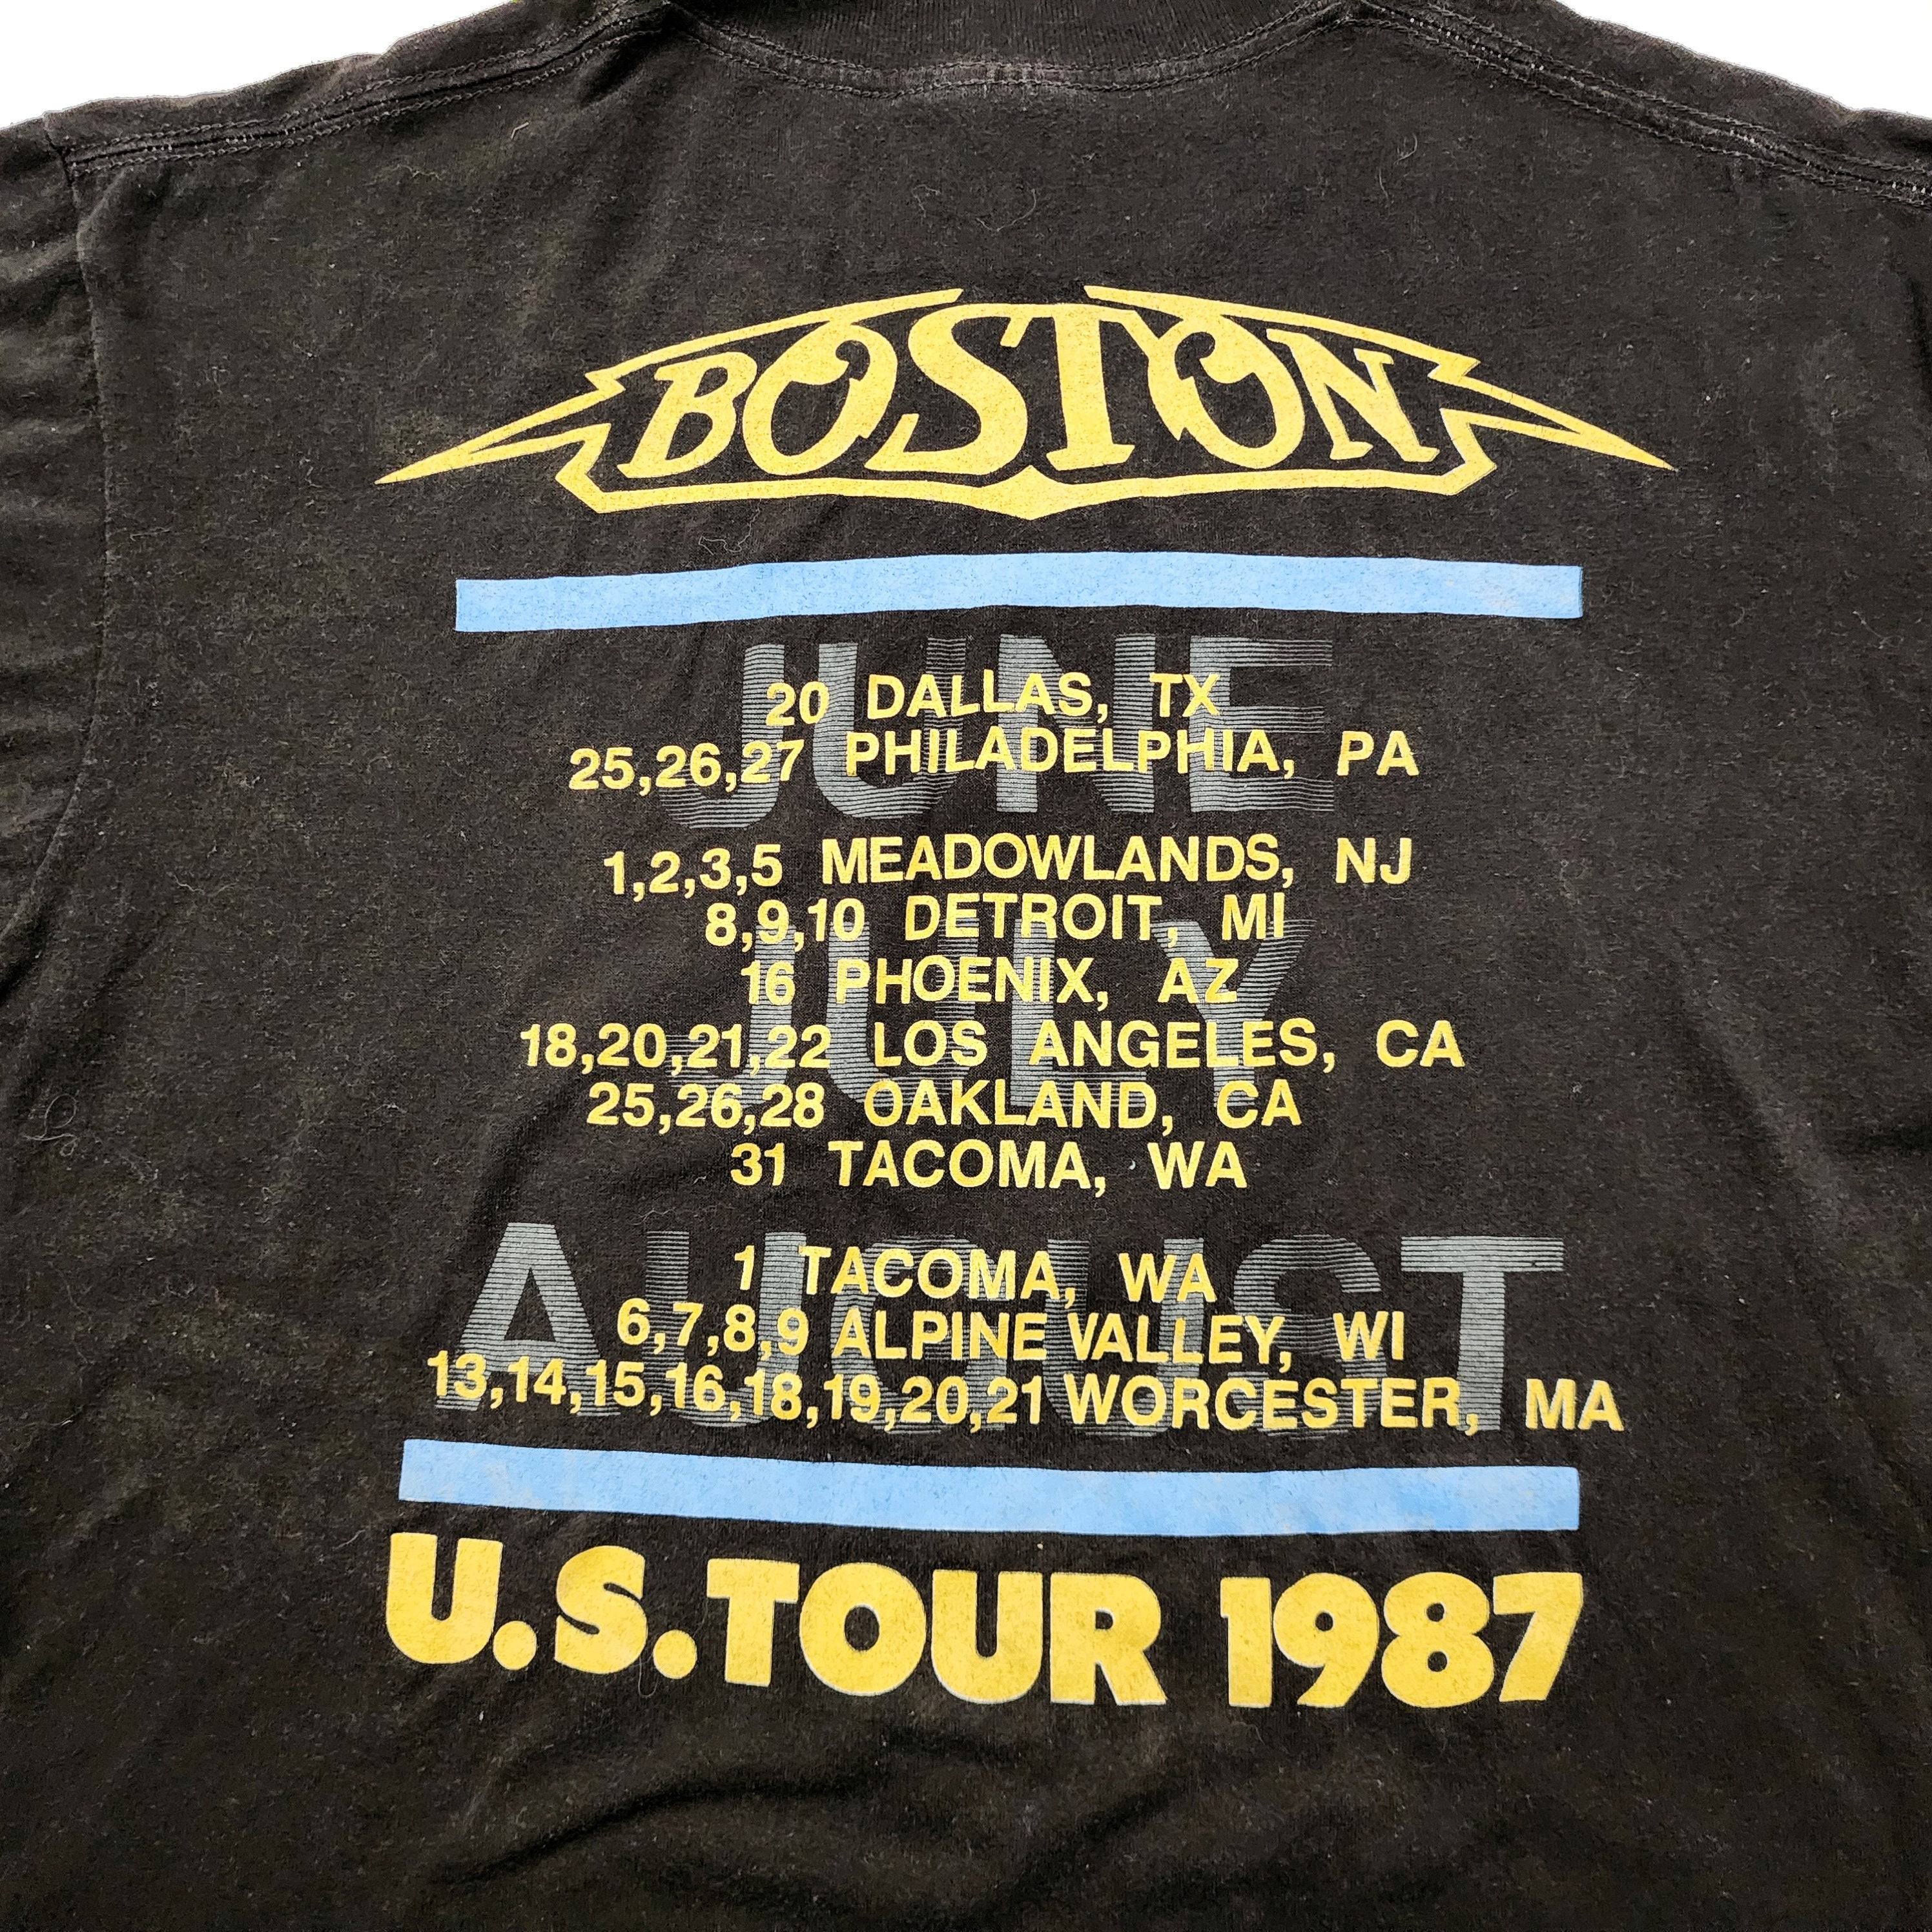 BOSTON
JUNE
20 DALLAS, TX
25,26,27 PHILADELPHIA, PA
JULY
1,2,3,5 MEADOWLANDS, NJ
8,9,10 DETROIT, MI
16 PHOENIX, AZ
18,20,21,22 LOS ANGELES, CA
25,26,28 OAKLAND, CA
31 TACOMA, WA
AUGUST
1 TACOMA, WA
6,7,8,9 ALPINE VALLEY, WI
13,14,15,16,18,19,20,21 WORCESTER, MA
U.S. TOUR 1987